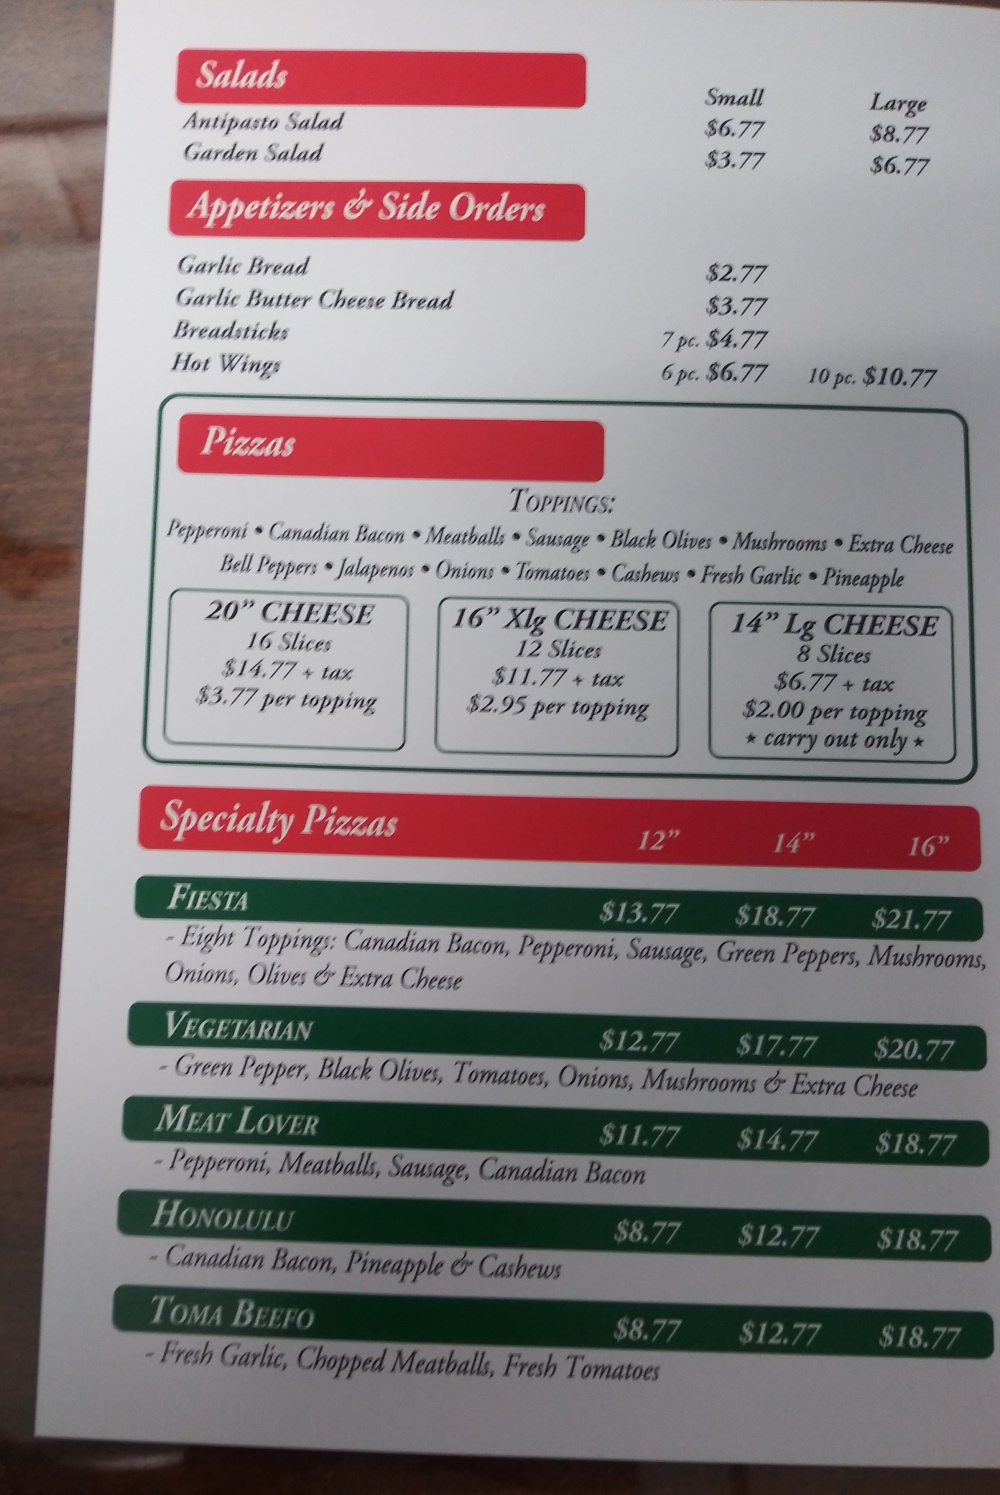 Salads
Small Large
Antipasto Salad $6.77 $8.77
Garden Salad $3.77 $6.77
Appetizers & Side Orders
Garlic Bread $2.77
Garlic Butter Cheese Bread $3.77
Breadsticks 7 pc. $4.77
Hot Wings 6 pc. $6.77 10 pc. $10.77
Pizzas
TOPPINGS:
Pepperoni • Canadian Bacon • Meatballs • Sausage • Black Olives • Mushrooms • Extra Cheese
Bell Peppers • Jalapenos • Onions • Tomatoes • Cashews • Fresh Garlic • Pineapple
20” CHEESE
16 Slices
$14.77 + tax
$3.77 per topping
16” Xlg CHEESE
12 Slices
$11.77 + tax
$2.95 per topping
14” Lg CHEESE
8 Slices
$6.77 + tax
$2.00 per topping
★ carry out only ★
Specialty Pizzas 12” 14” 16”
FIESTA $13.77 $18.77 $21.77
- Eight Toppings: Canadian Bacon, Pepperoni, Sausage, Green Peppers, Mushrooms,
Onions, Olives & Extra Cheese
VEGETARIAN $12.77 $17.77 $20.77
- Green Pepper, Black Olives, Tomatoes, Onions, Mushrooms & Extra Cheese
MEAT LOVER $11.77 $14.77 $18.77
- Pepperoni, Meatballs, Sausage, Canadian Bacon
HONOLULU $8.77 $12.77 $18.77
- Canadian Bacon, Pineapple & Cashews
TOMA BEEFO $8.77 $12.77 $18.77
- Fresh Garlic, Chopped Meatballs, Fresh Tomatoes